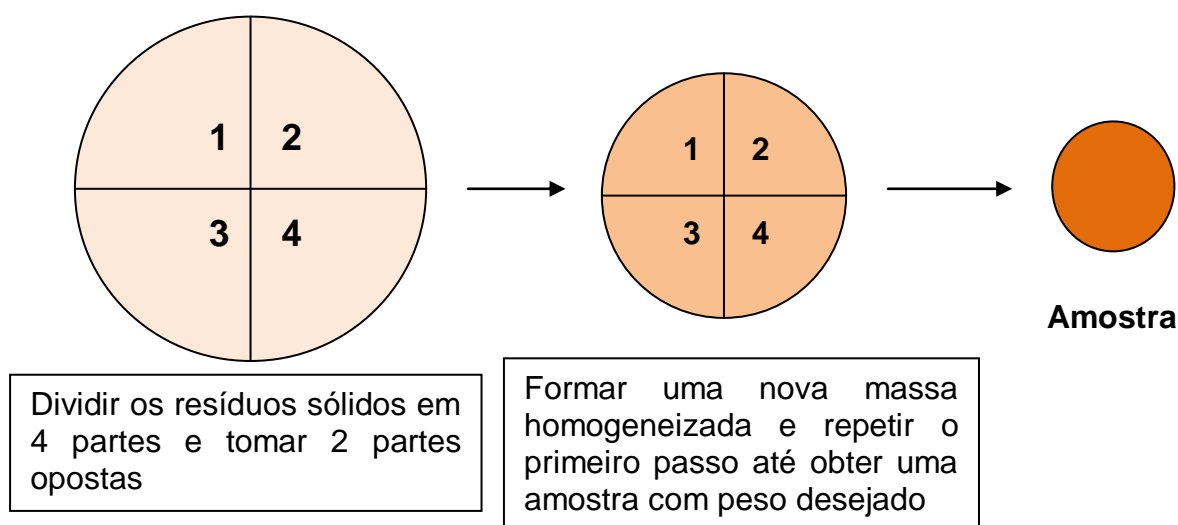 1 2
3 4
1 2
3 4
Amostra
Dividir os resíduos sólidos em
4 partes e tomar 2 partes
opostas
Formar uma nova massa
homogeneizada e repetir o
primeiro passo até obter uma
amostra com peso desejado